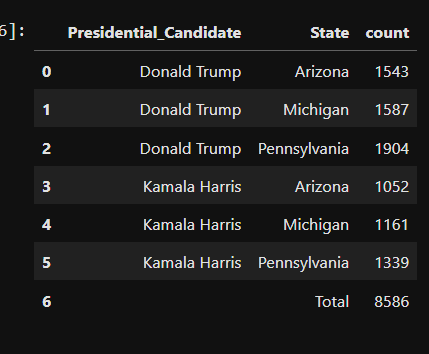 6]:
Presidential_Candidate State count
0 Donald Trump Arizona 1543
1 Donald Trump Michigan 1587
2 Donald Trump Pennsylvania 1904
3 Kamala Harris Arizona 1052
4 Kamala Harris Michigan 1161
5 Kamala Harris Pennsylvania 1339
6 Total 8586